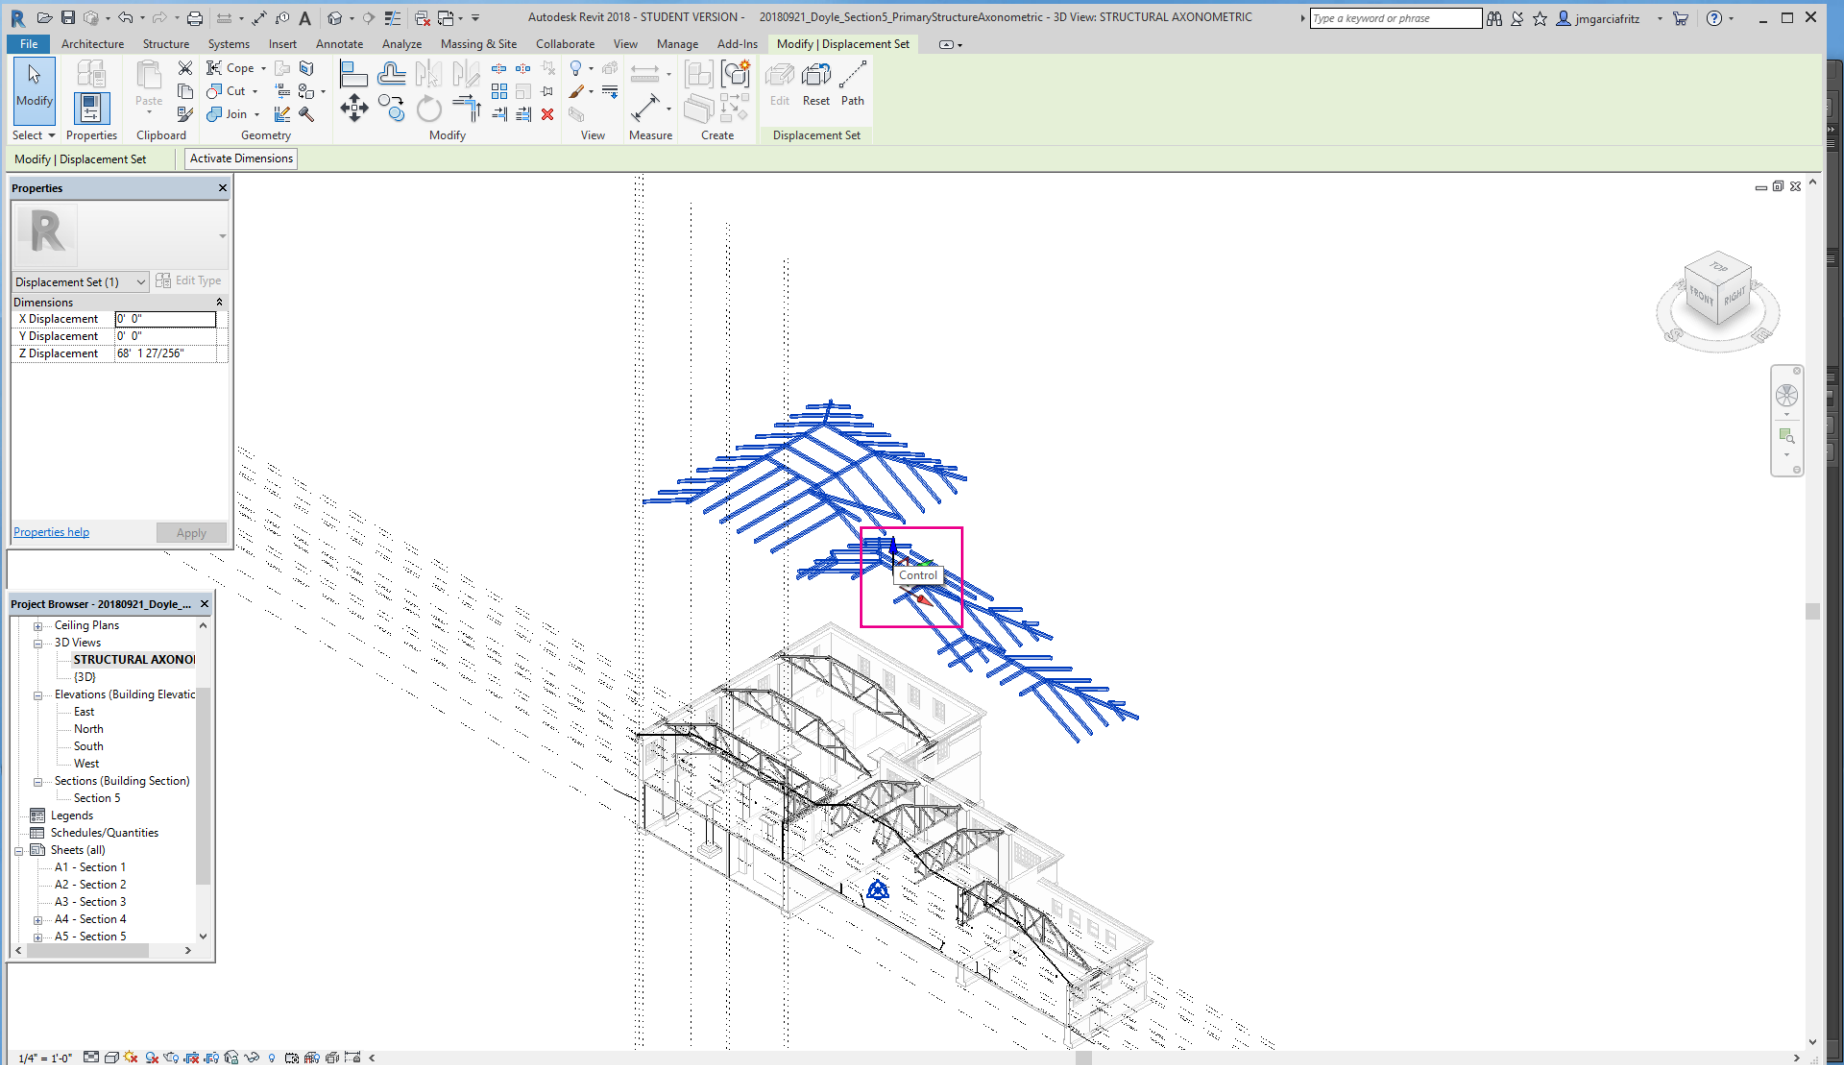 Autodesk Revit 2018 - STUDENT VERSION - 20180921_Doyle_Section5_PrimaryStructureAxonometric - 3D View: STRUCTURAL AXONOMETRIC
Type a keyword or phrase
jmgarciafritz
File Architecture Structure Systems Insert Annotate Analyze Massing & Site Collaborate View Manage Add-Ins Modify | Displacement Set
Modify
Paste
Cope
Cut
Join
Edit Reset Path
Select Properties Clipboard Geometry Modify View Measure Create Displacement Set
Modify | Displacement Set Activate Dimensions
Properties
R
Displacement Set (1) Edit Type
Dimensions
X Displacement 0' 0"
Y Displacement 0' 0"
Z Displacement 68' 1 27/256"
Properties help Apply
TOP
FRONT RIGHT
Control
Project Browser - 20180921_Doyle_...
Ceiling Plans
3D Views
STRUCTURAL AXONO
{3D}
Elevations (Building Elevatic
East
North
South
West
Sections (Building Section)
Section 5
Legends
Schedules/Quantities
Sheets (all)
A1 - Section 1
A2 - Section 2
A3 - Section 3
A4 - Section 4
A5 - Section 5
1/4" = 1'-0"